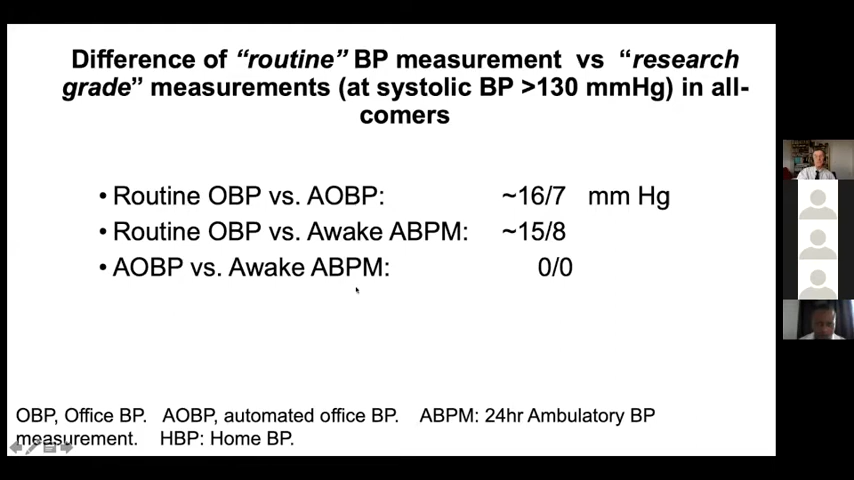 Difference of “routine” BP measurement vs “research
grade” measurements (at systolic BP >130 mmHg) in all-
comers
• Routine OBP vs. AOBP: ~16/7 mm Hg
• Routine OBP vs. Awake ABPM: ~15/8
• AOBP vs. Awake ABPM: 0/0
OBP, Office BP. AOBP, automated office BP. ABPM: 24hr Ambulatory BP
measurement. HBP: Home BP.